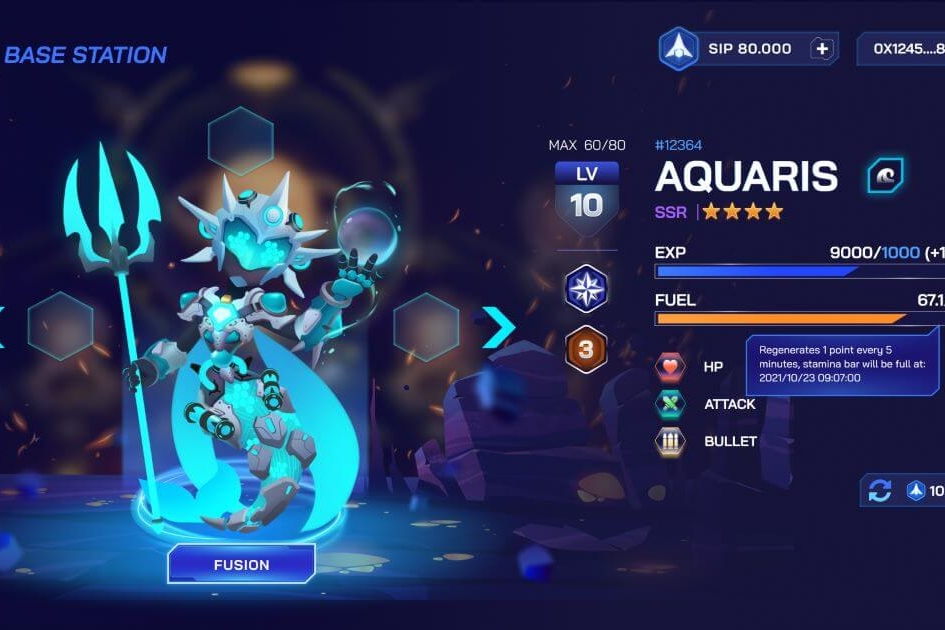 BASE STATION
SIP 80.000
+
0X1245....8
MAX 60/80
LV
10
3
#12364
AQUARIS
SSR
EXP 9000/1000 (+1
FUEL 67.1
Regenerates 1 point every 5
minutes, stamina bar will be full at:
2021/10/23 09:07:00
HP
ATTACK
BULLET
10
FUSION